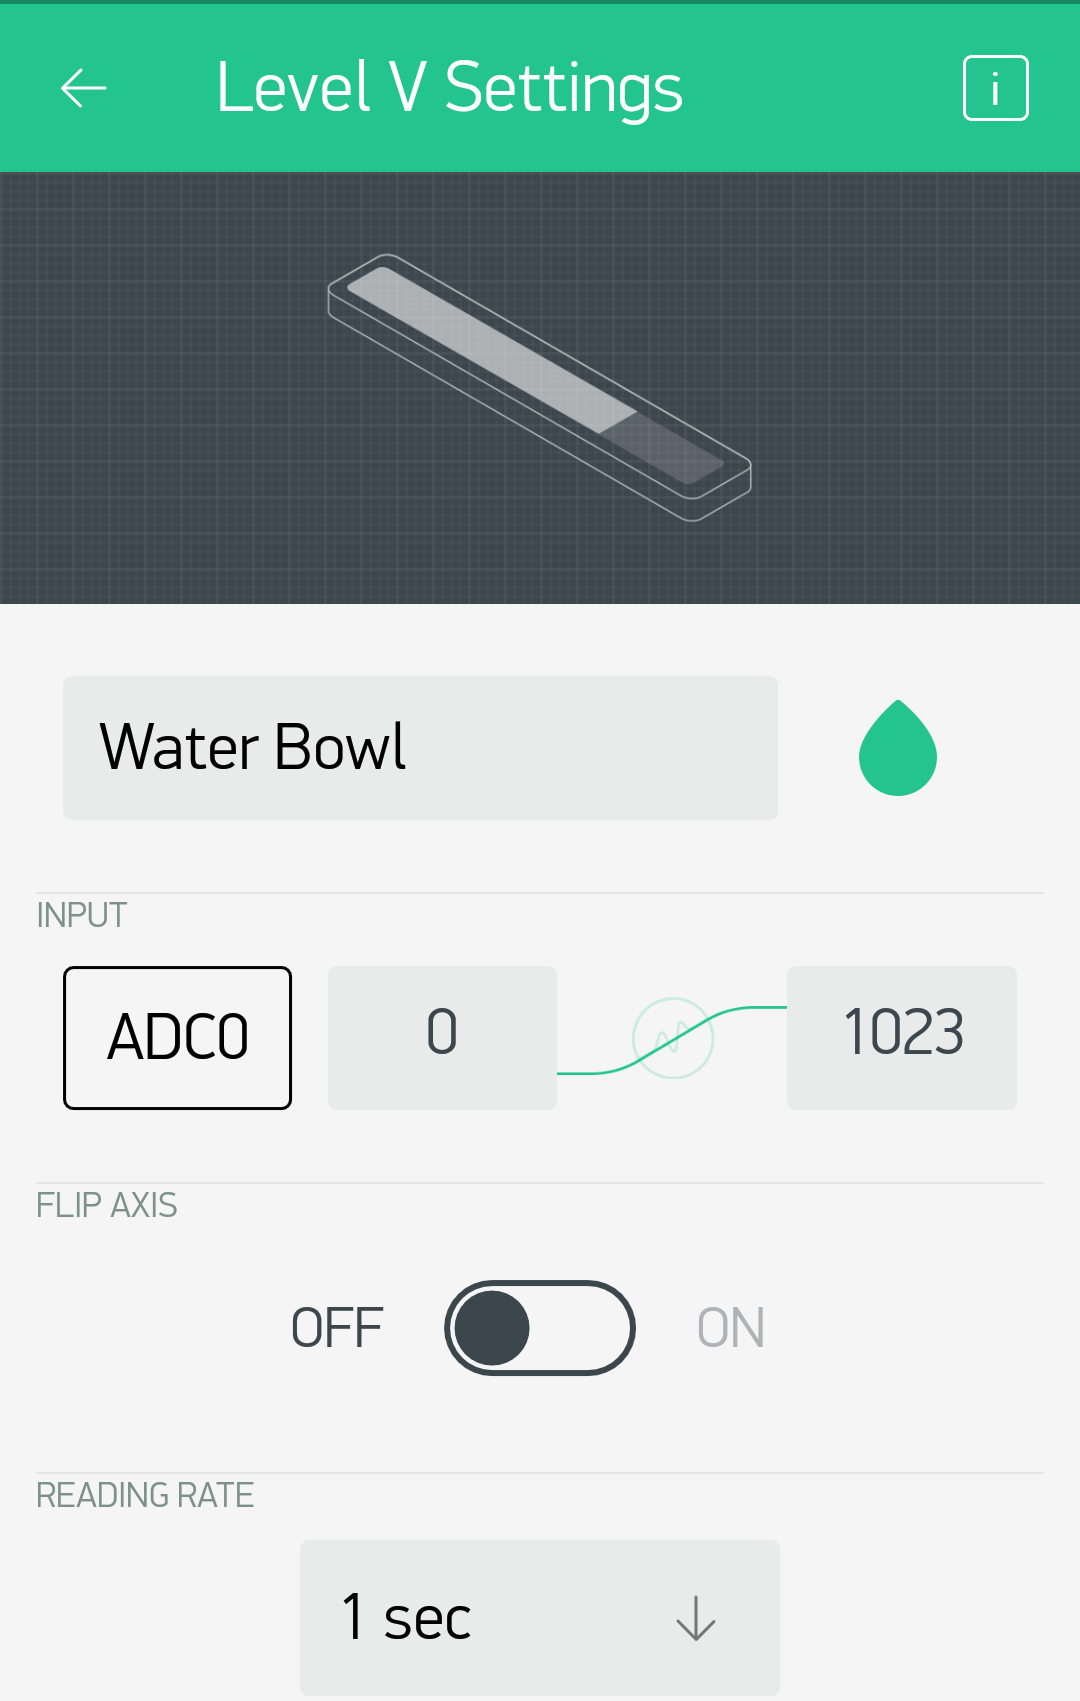 Level V Settings
i
Water Bowl
INPUT
ADC0
0
1023
FLIP AXIS
OFF
ON
READING RATE
1 sec